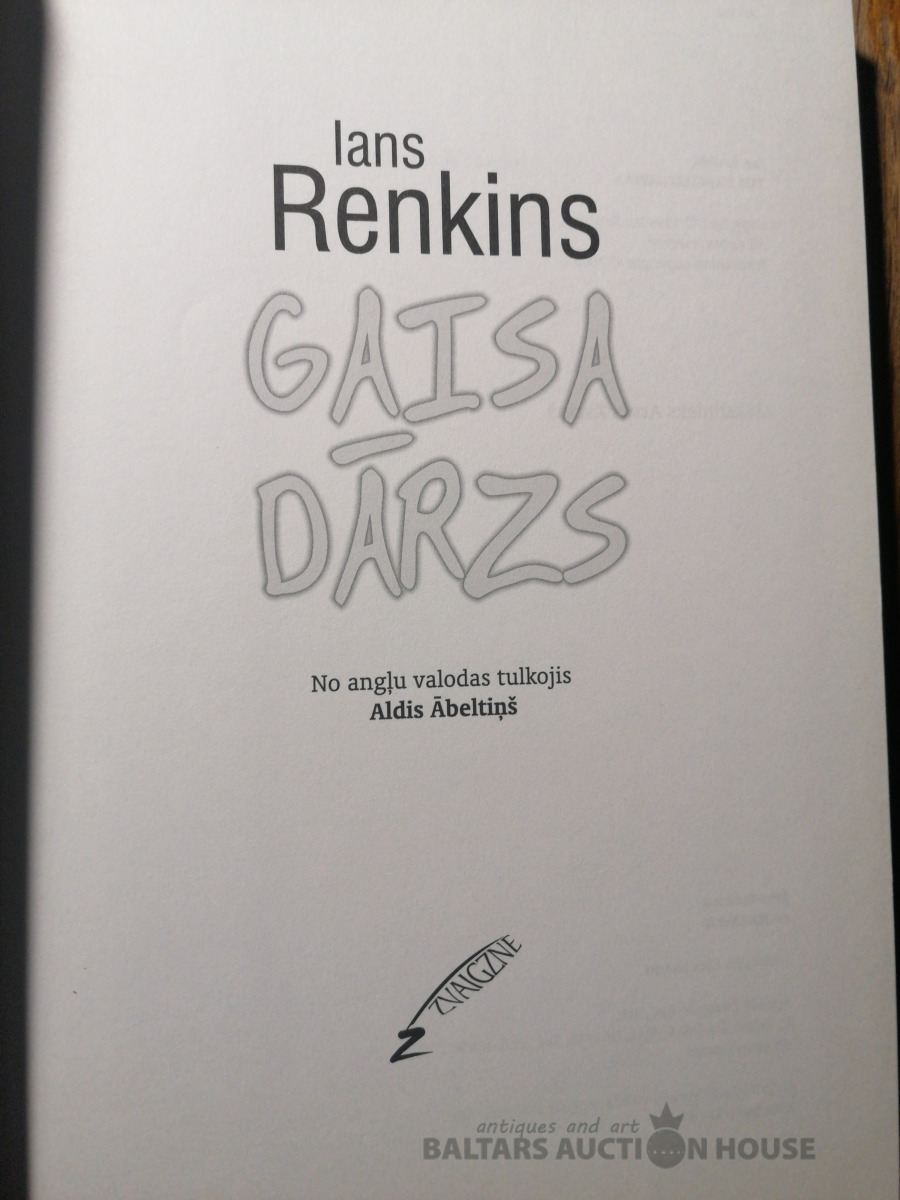 Ians
Renkins
GAISA
DĀRZS
No angļu valodas tulkojis
Aldis Ābeltiņš
ZVAIGZNE
antiques and art
BALTARS AUCTION HOUSE